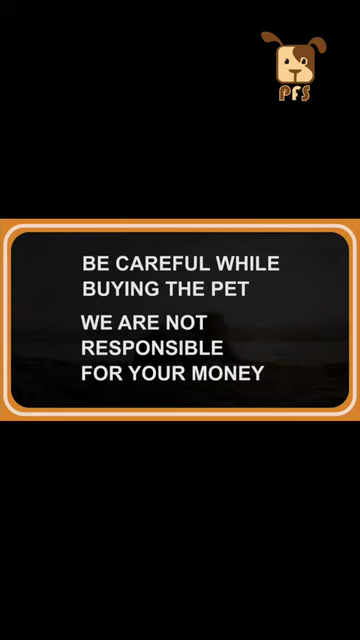 PFS
BE CAREFUL WHILE
BUYING THE PET
WE ARE NOT
RESPONSIBLE
FOR YOUR MONEY